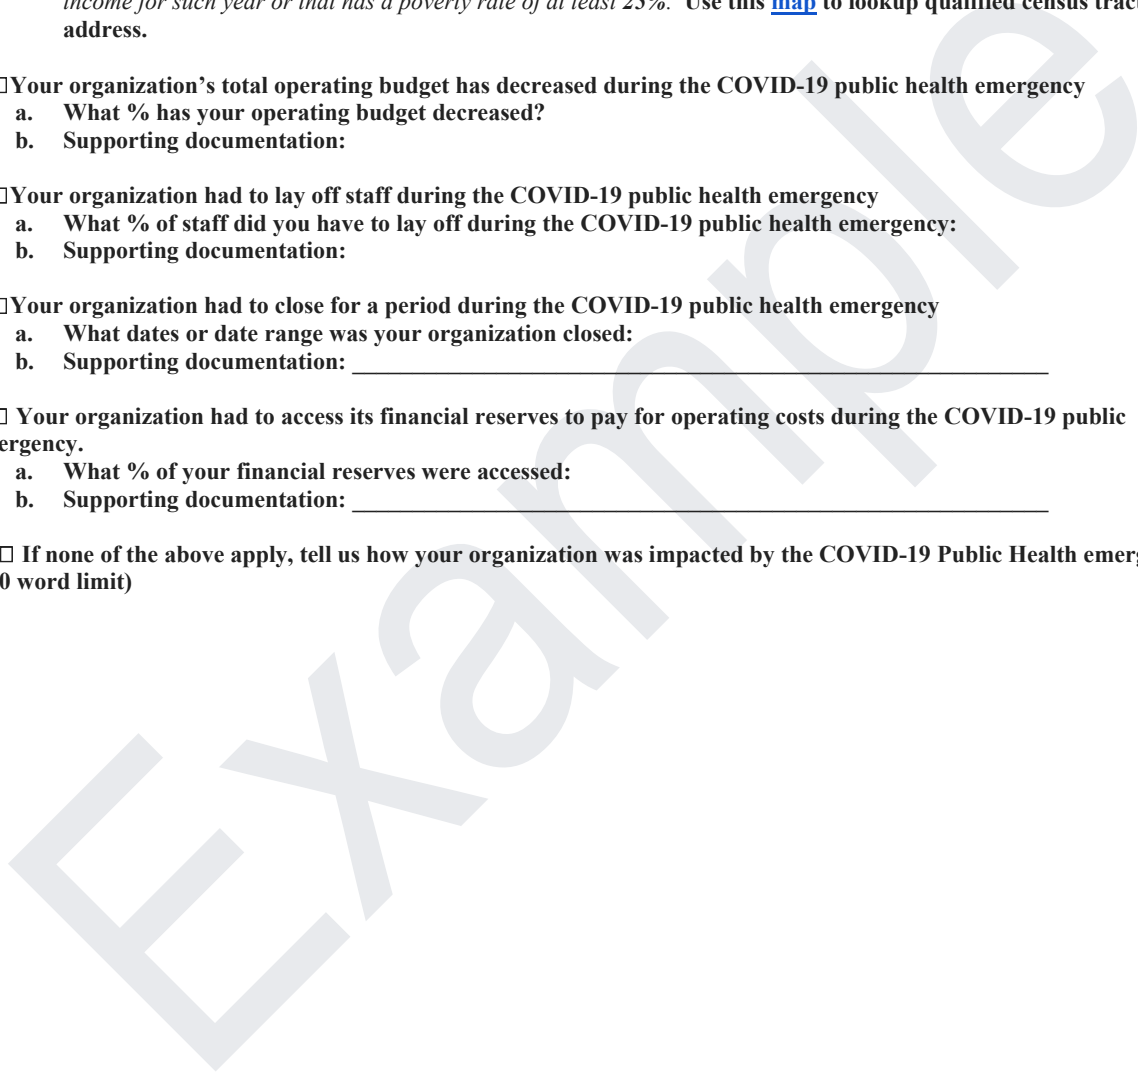 income for such year or that has a poverty rate of at least 25%. Use this map to lookup qualified census tract
address.
□Your organization’s total operating budget has decreased during the COVID-19 public health emergency
a. What % has your operating budget decreased?
b. Supporting documentation:
□Your organization had to lay off staff during the COVID-19 public health emergency
a. What % of staff did you have to lay off during the COVID-19 public health emergency:
b. Supporting documentation:
□Your organization had to close for a period during the COVID-19 public health emergency
a. What dates or date range was your organization closed:
b. Supporting documentation: ___________________________________________________________
□ Your organization had to access its financial reserves to pay for operating costs during the COVID-19 public
ergency.
a. What % of your financial reserves were accessed:
b. Supporting documentation: ___________________________________________________________
□ If none of the above apply, tell us how your organization was impacted by the COVID-19 Public Health emerg
0 word limit)
Example